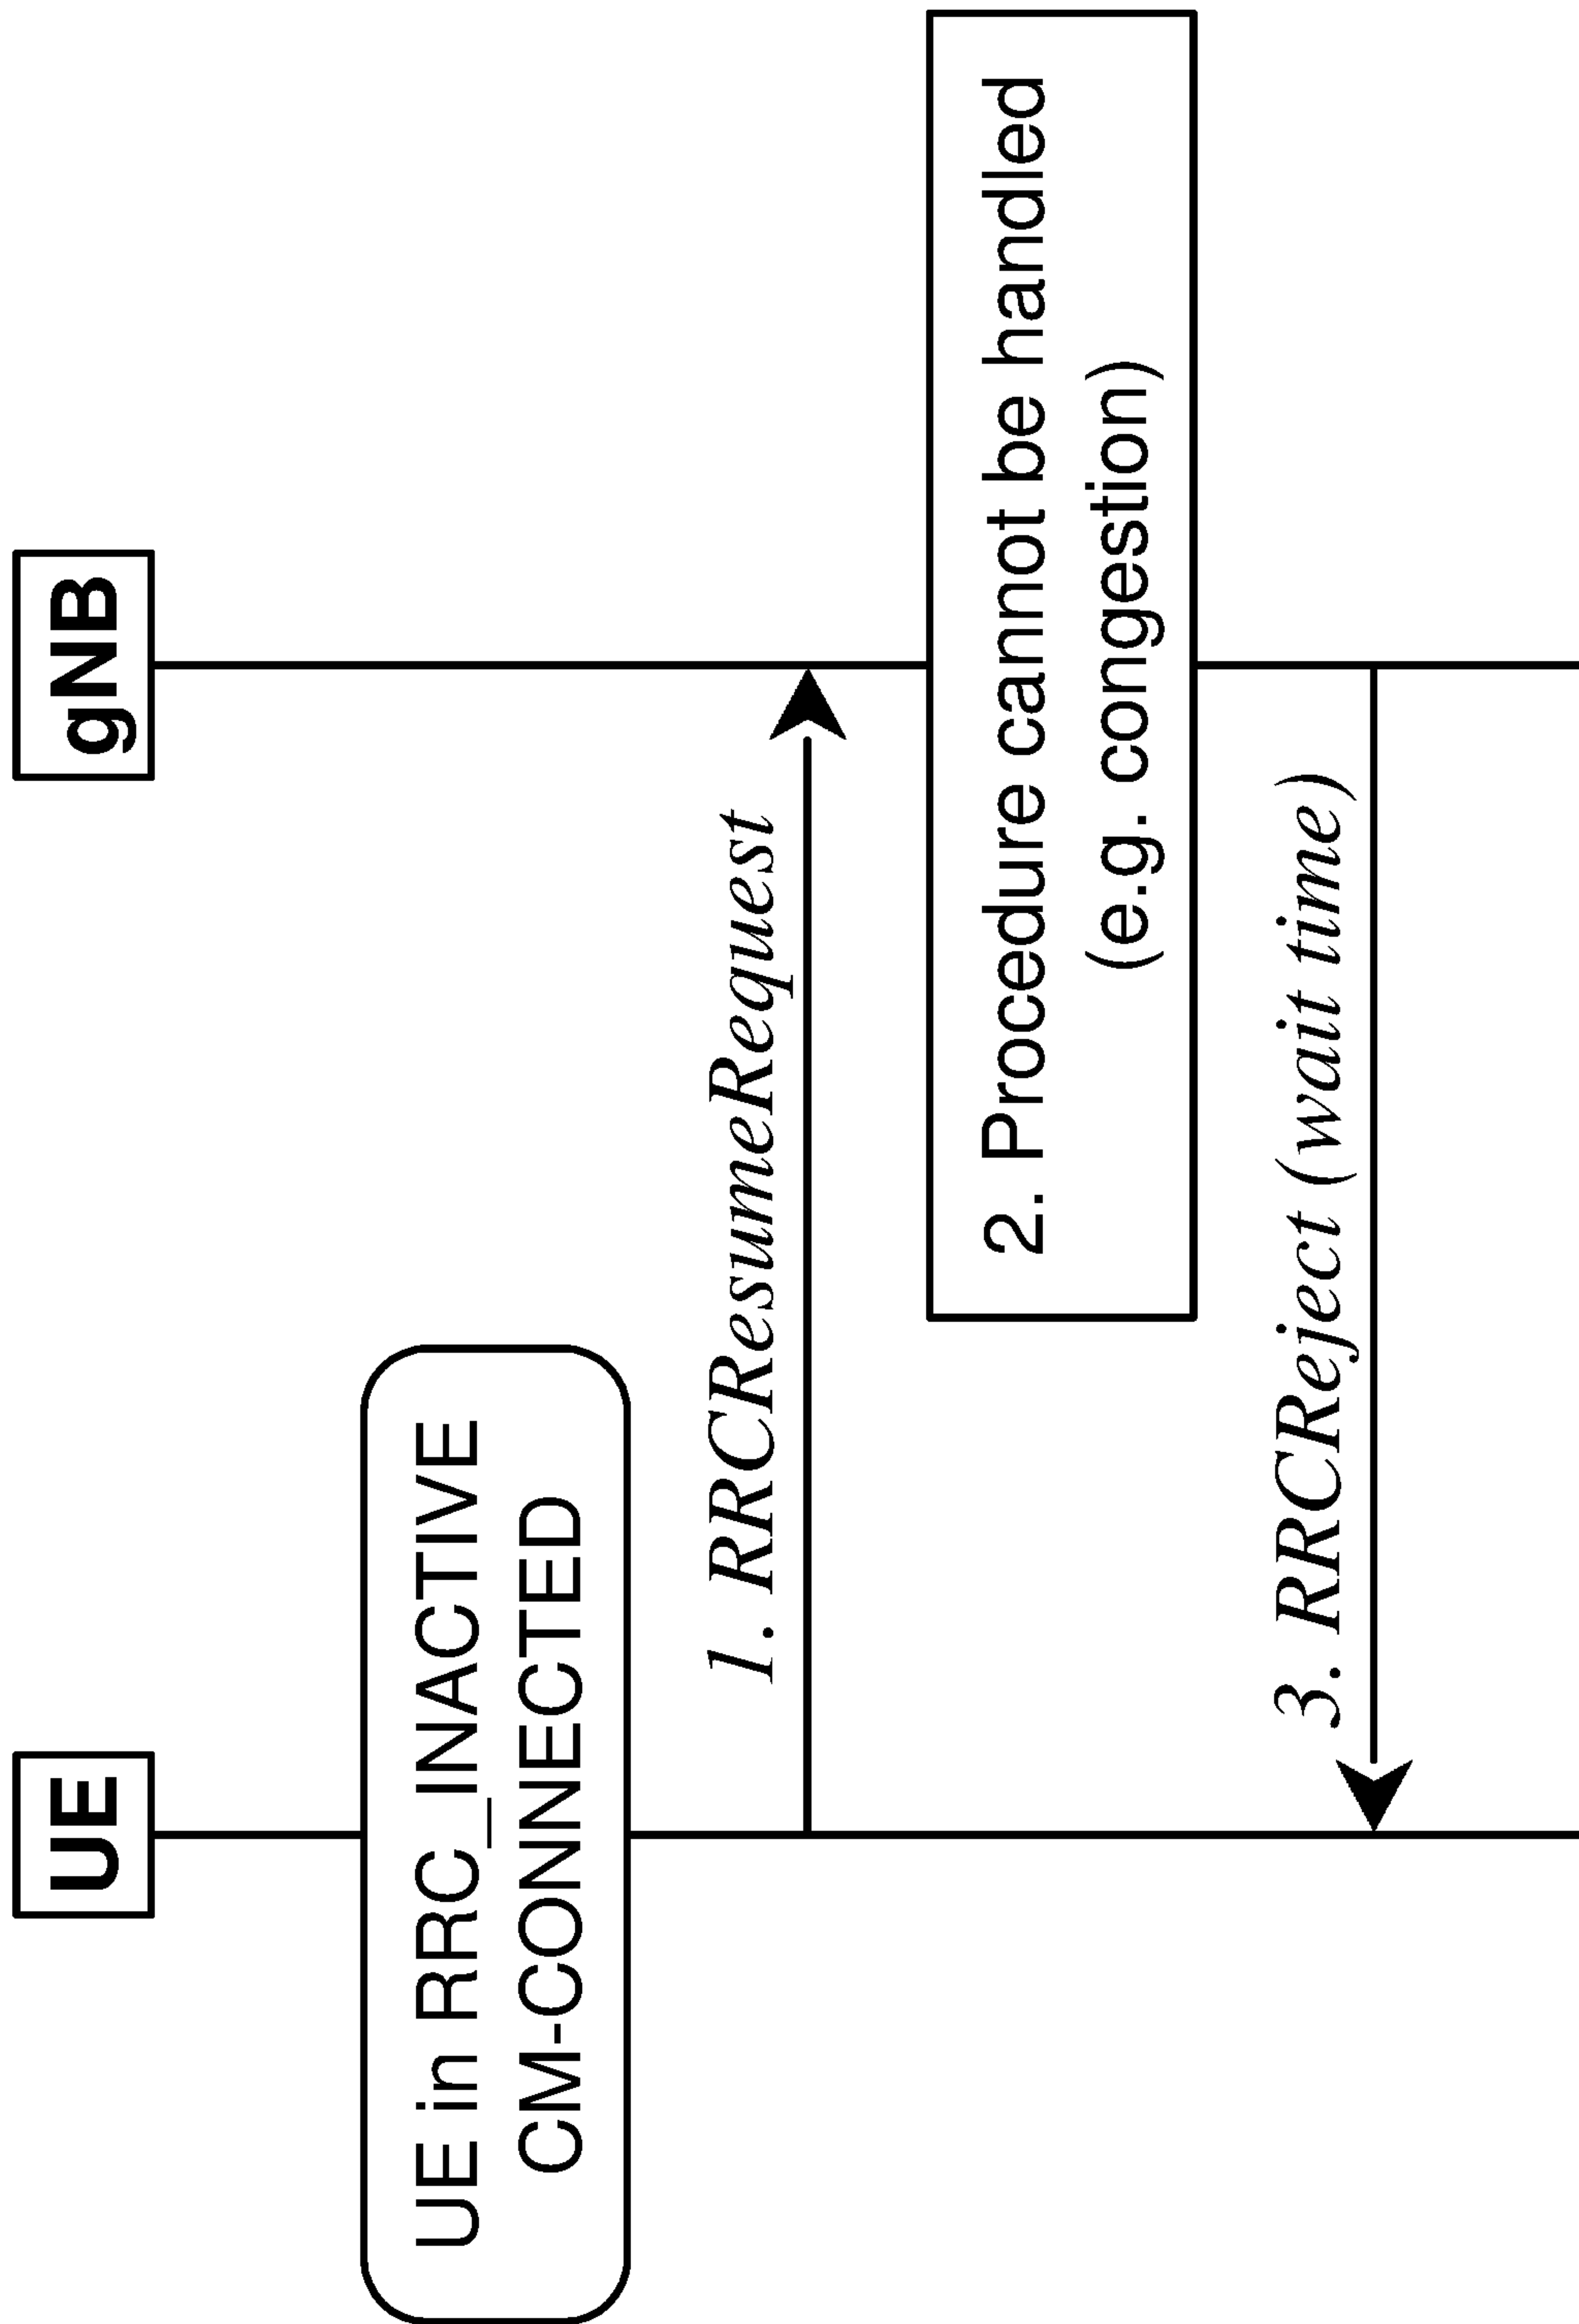 UE
gNB
UE in RRC_INACTIVE
CM-CONNECTED
1. RRCResumeRequest
2. Procedure cannot be handled
(e.g. congestion)
3. RRCReject (wait time)